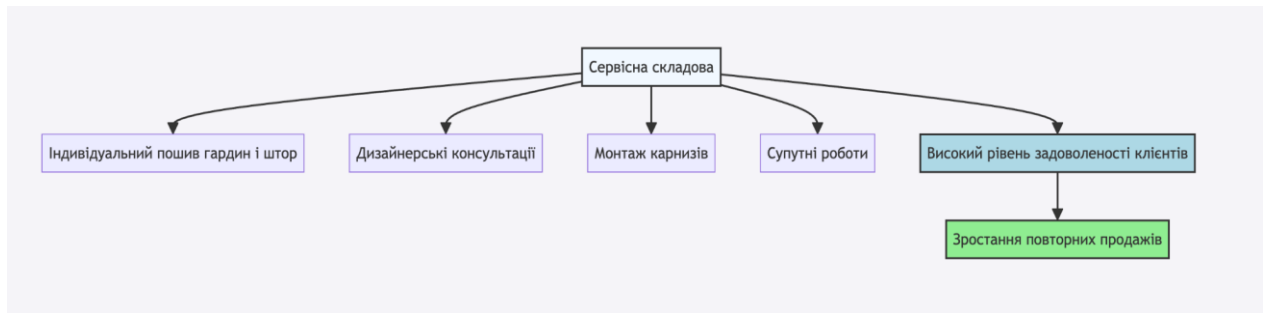 Сервісна складова
Індивідуальний пошив гардин і штор
Дизайнерські консультації
Монтаж карнизів
Супутні роботи
Високий рівень задоволеності клієнтів
Зростання повторних продажів